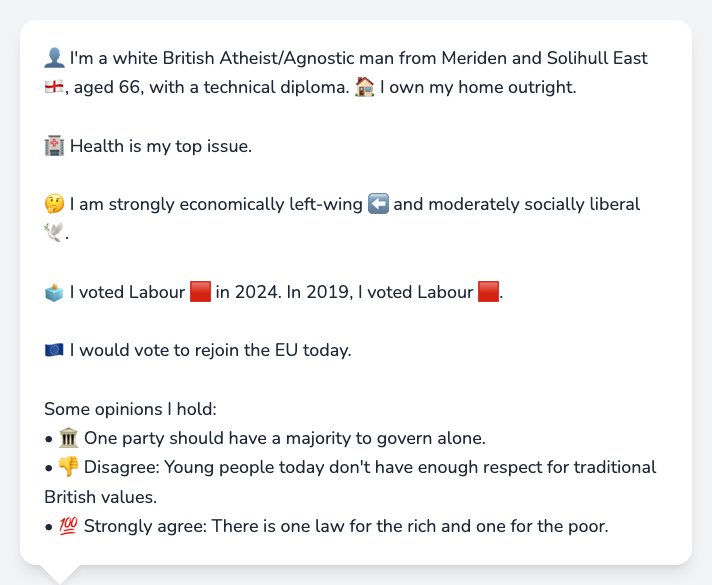 👤 I'm a white British Atheist/Agnostic man from Meriden and Solihull East
🏴󠁧󠁢󠁥󠁮󠁧󠁿, aged 66, with a technical diploma. 🏠 I own my home outright.
🏥 Health is my top issue.
🤔 I am strongly economically left-wing ⬅️ and moderately socially liberal
🕊️.
🗳️ I voted Labour 🟥 in 2024. In 2019, I voted Labour 🟥.
🇪🇺 I would vote to rejoin the EU today.
Some opinions I hold:
• 🏛️ One party should have a majority to govern alone.
• 👎 Disagree: Young people today don't have enough respect for traditional
British values.
• 💯 Strongly agree: There is one law for the rich and one for the poor.